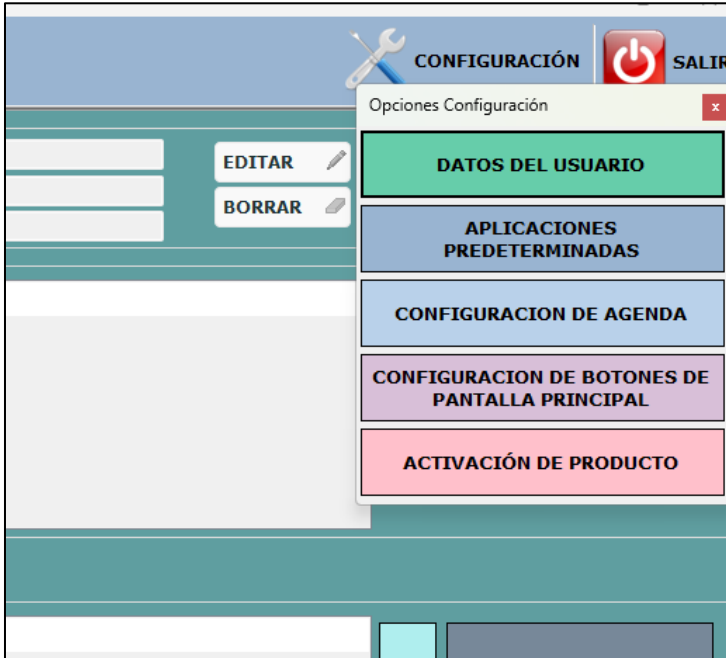 CONFIGURACIÓN
SALIR
Opciones Configuración
x
EDITAR
BORRAR
DATOS DEL USUARIO
APLICACIONES
PREDETERMINADAS
CONFIGURACION DE AGENDA
CONFIGURACION DE BOTONES DE
PANTALLA PRINCIPAL
ACTIVACIÓN DE PRODUCTO